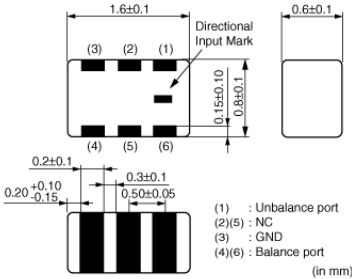 1.6±0.1
0.6±0.1
Directional
Input Mark
(3) (2) (1)
0.15±0.10
0.8±0.1
(4) (5) (6)
0.2±0.1
0.20 +0.10 -0.15
0.3±0.1
0.50±0.05
(1) : Unbalance port
(2)(5) : NC
(3) : GND
(4)(6) : Balance port
(in mm)